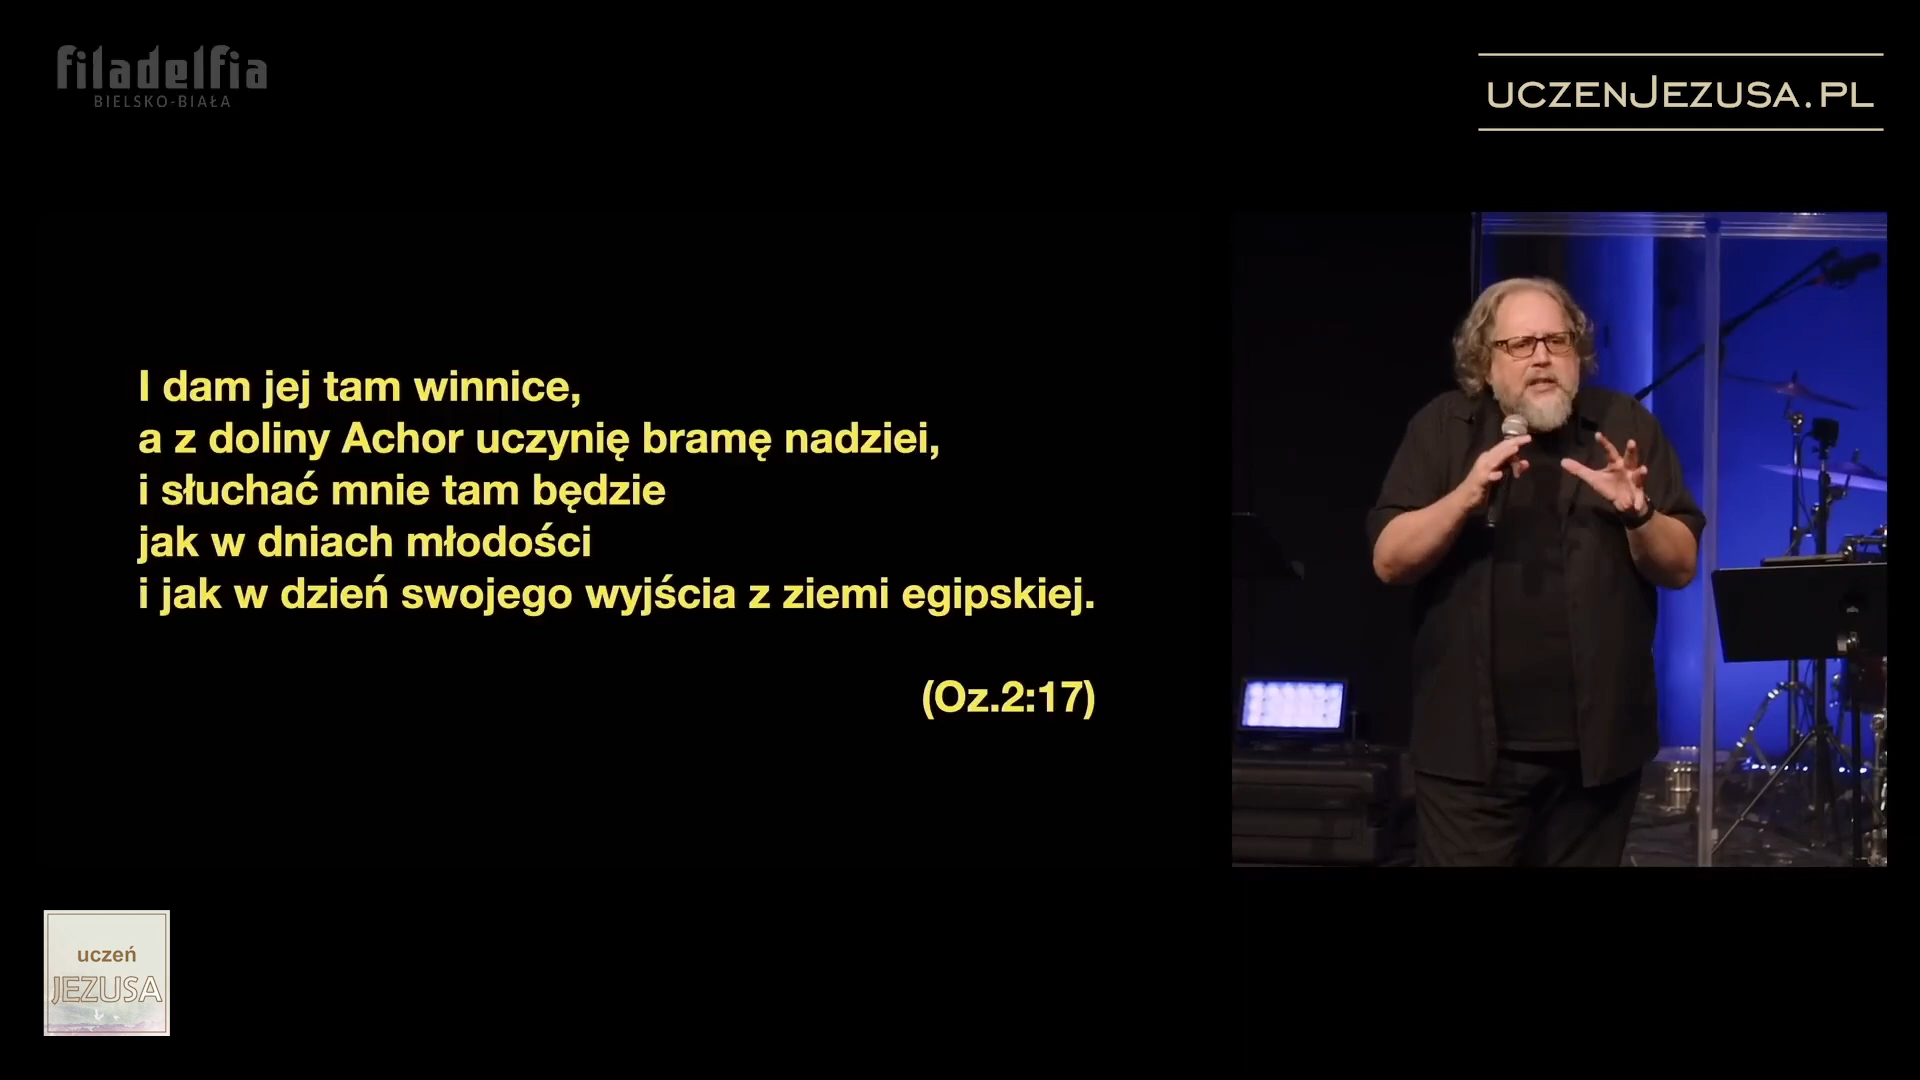 filadelfia
BIELSKO-BIAŁA
UCZENJEZUSA.PL
I dam jej tam winnice,
a z doliny Achor uczynię bramę nadziei,
i słuchać mnie tam będzie
jak w dniach młodości
i jak w dzień swojego wyjścia z ziemi egipskiej.
(Oz.2:17)
uczeń
JEZUSA